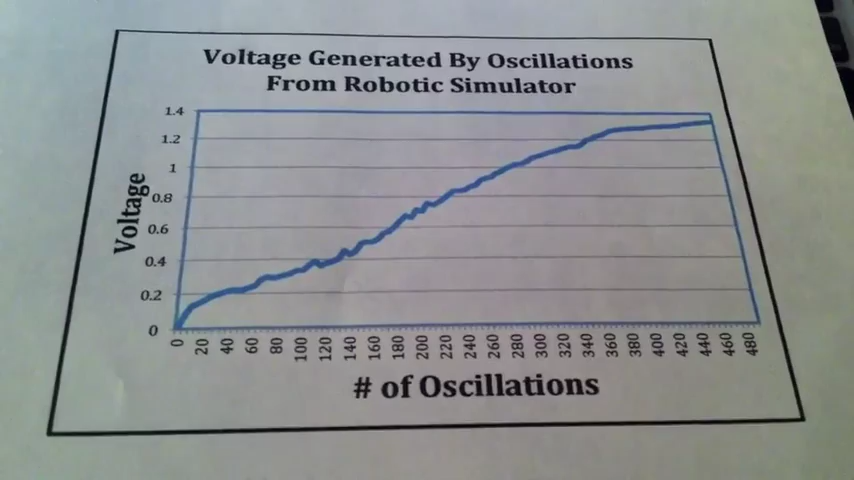 Voltage Generated By Oscillations
From Robotic Simulator
1.4
1.2
1
0.8
0.6
0.4
0.2
0
Voltage
0 20 40 60 80 100 120 140 160 180 200 220 240 260 280 300 320 340 360 380 400 420 440 480
# of Oscillations